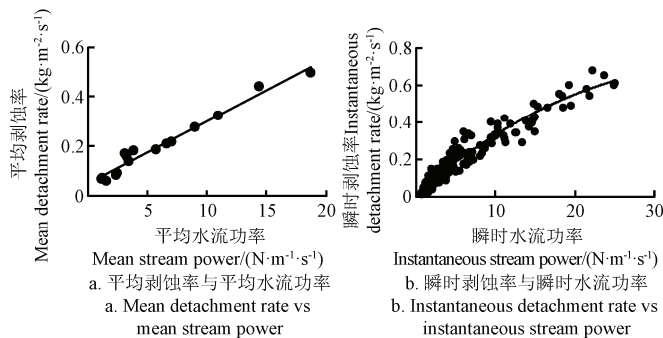 平均剥蚀率
Mean detachment rate/(kg·m-2·s-1)
0.6
0.4
0.2
0
5
10
15
20
平均水流功率
Mean stream power/(N·m-1·s-1)
a. 平均剥蚀率与平均水流功率
a. Mean detachment rate vs
mean stream power
瞬时剥蚀率Instantaneous
detachment rate/(kg·m-2·s-1)
0.8
0.6
0.4
0.2
0
10
20
30
瞬时水流功率
Instantaneous stream power/(N·m-1·s-1)
b. 瞬时剥蚀率与瞬时水流功率
b. Instantaneous detachment rate vs
instantaneous stream power